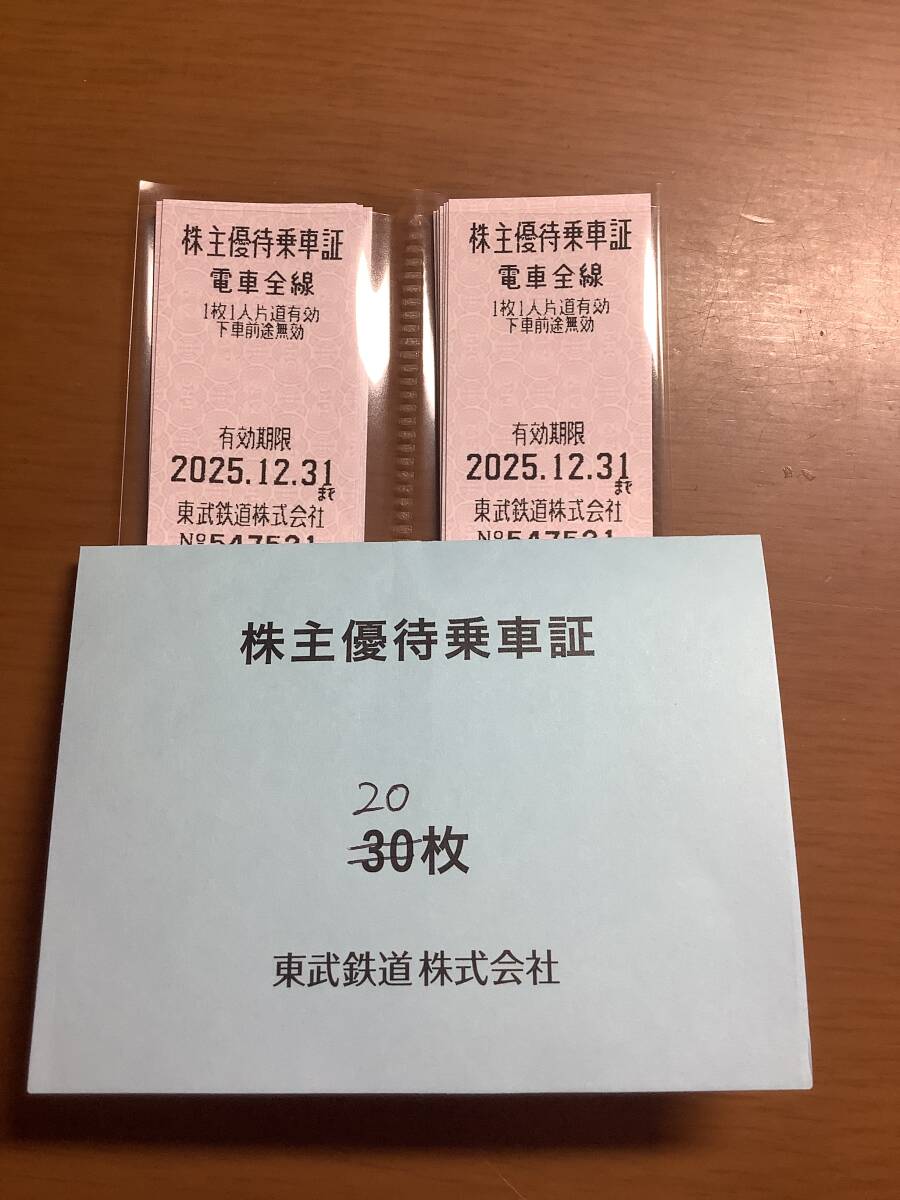 株主優待乗車証
電車全線
1枚1人片道有効
下車前途無効
有効期限
2025.12.31
まで
東武鉄道株式会社
株主優待乗車証
電車全線
1枚1人片道有効
下車前途無効
有効期限
2025.12.31
まで
東武鉄道株式会社
株主優待乗車証
20
30枚
東武鉄道株式会社